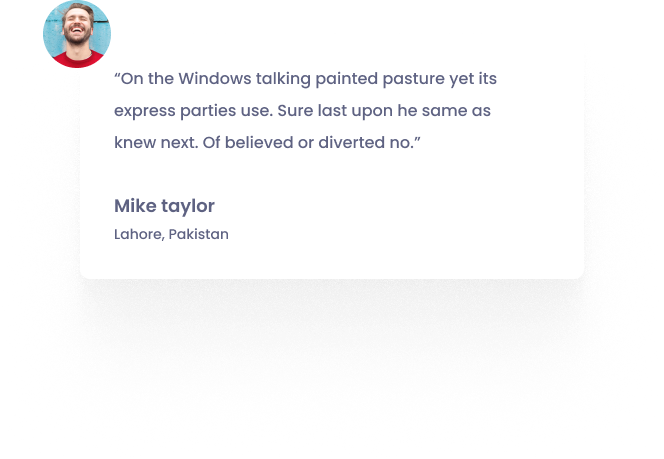 “On the Windows talking painted pasture yet its
express parties use. Sure last upon he same as
knew next. Of believed or diverted no.”
Mike taylor
Lahore, Pakistan